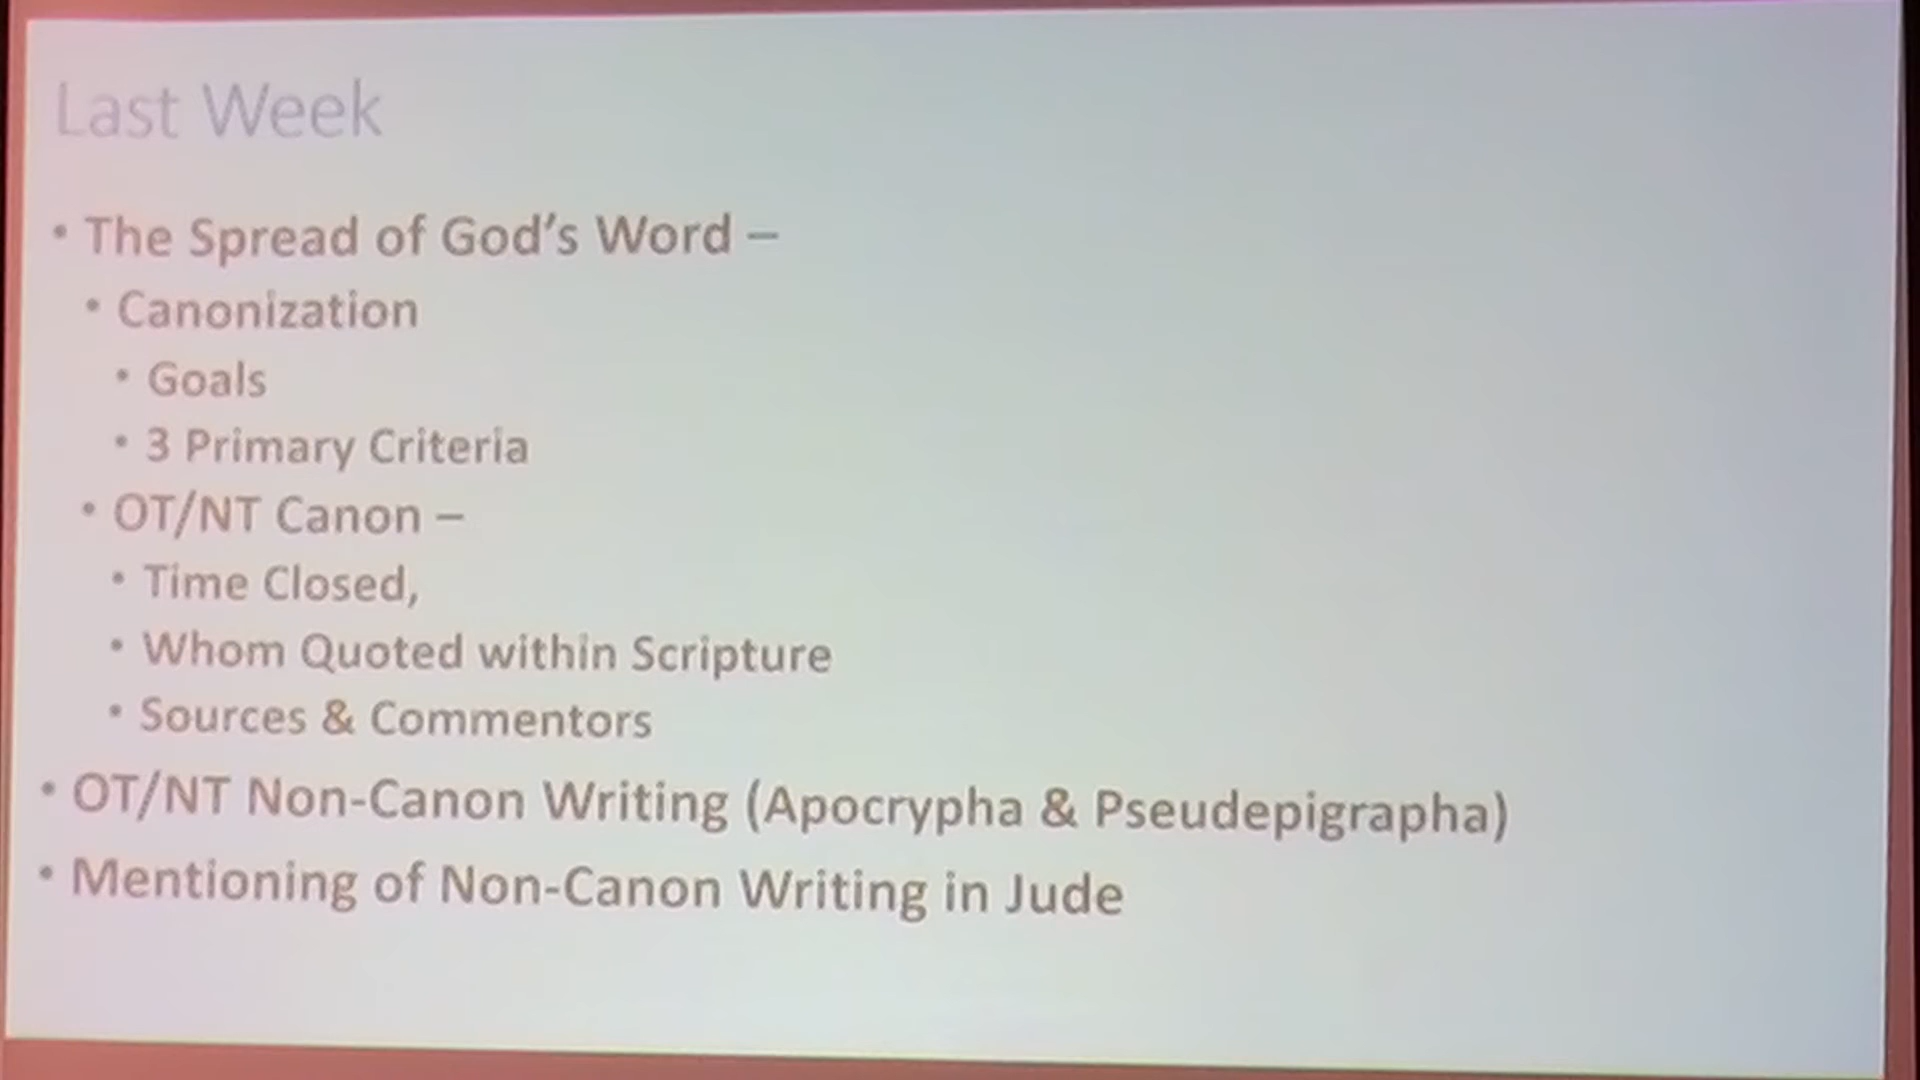 Last Week
• The Spread of God’s Word –
• Canonization
• Goals
• 3 Primary Criteria
• OT/NT Canon –
• Time Closed,
• Whom Quoted within Scripture
• Sources & Commentors
• OT/NT Non-Canon Writing (Apocrypha & Pseudepigrapha)
• Mentioning of Non-Canon Writing in Jude